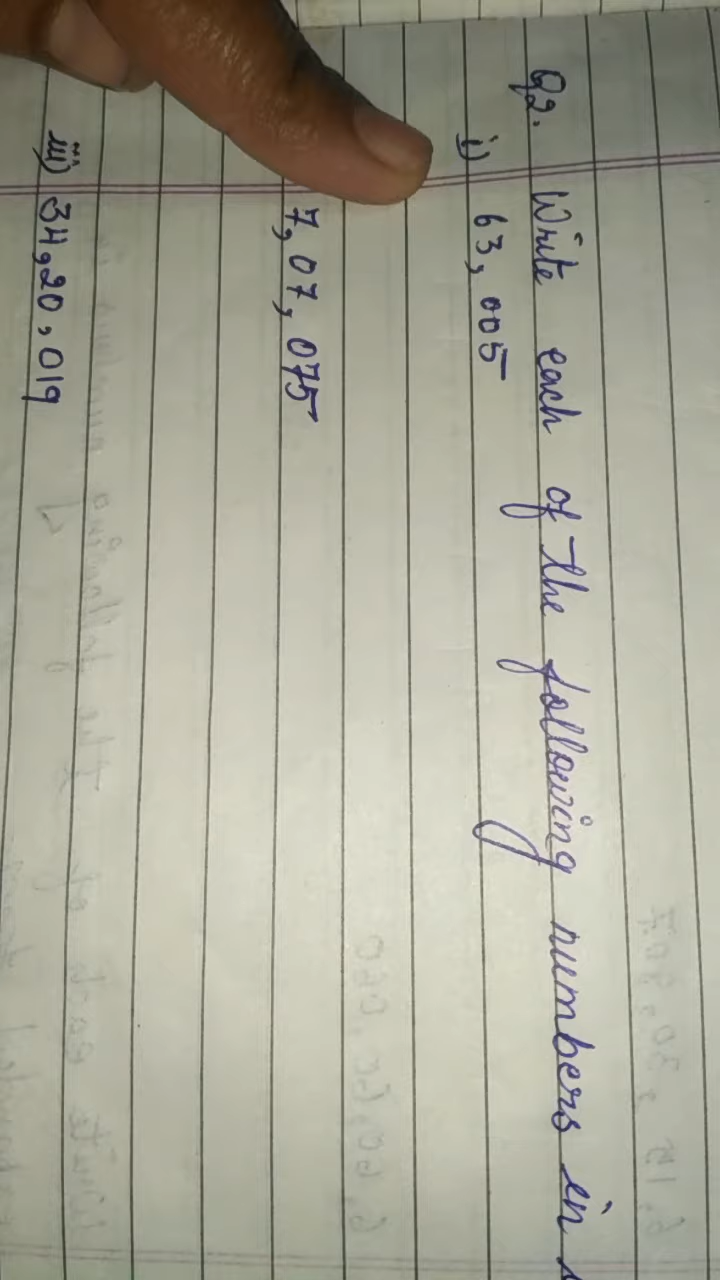 Q2. Write each of the following numbers in
i) 63,005
7,07,075
iii) 34,20,019